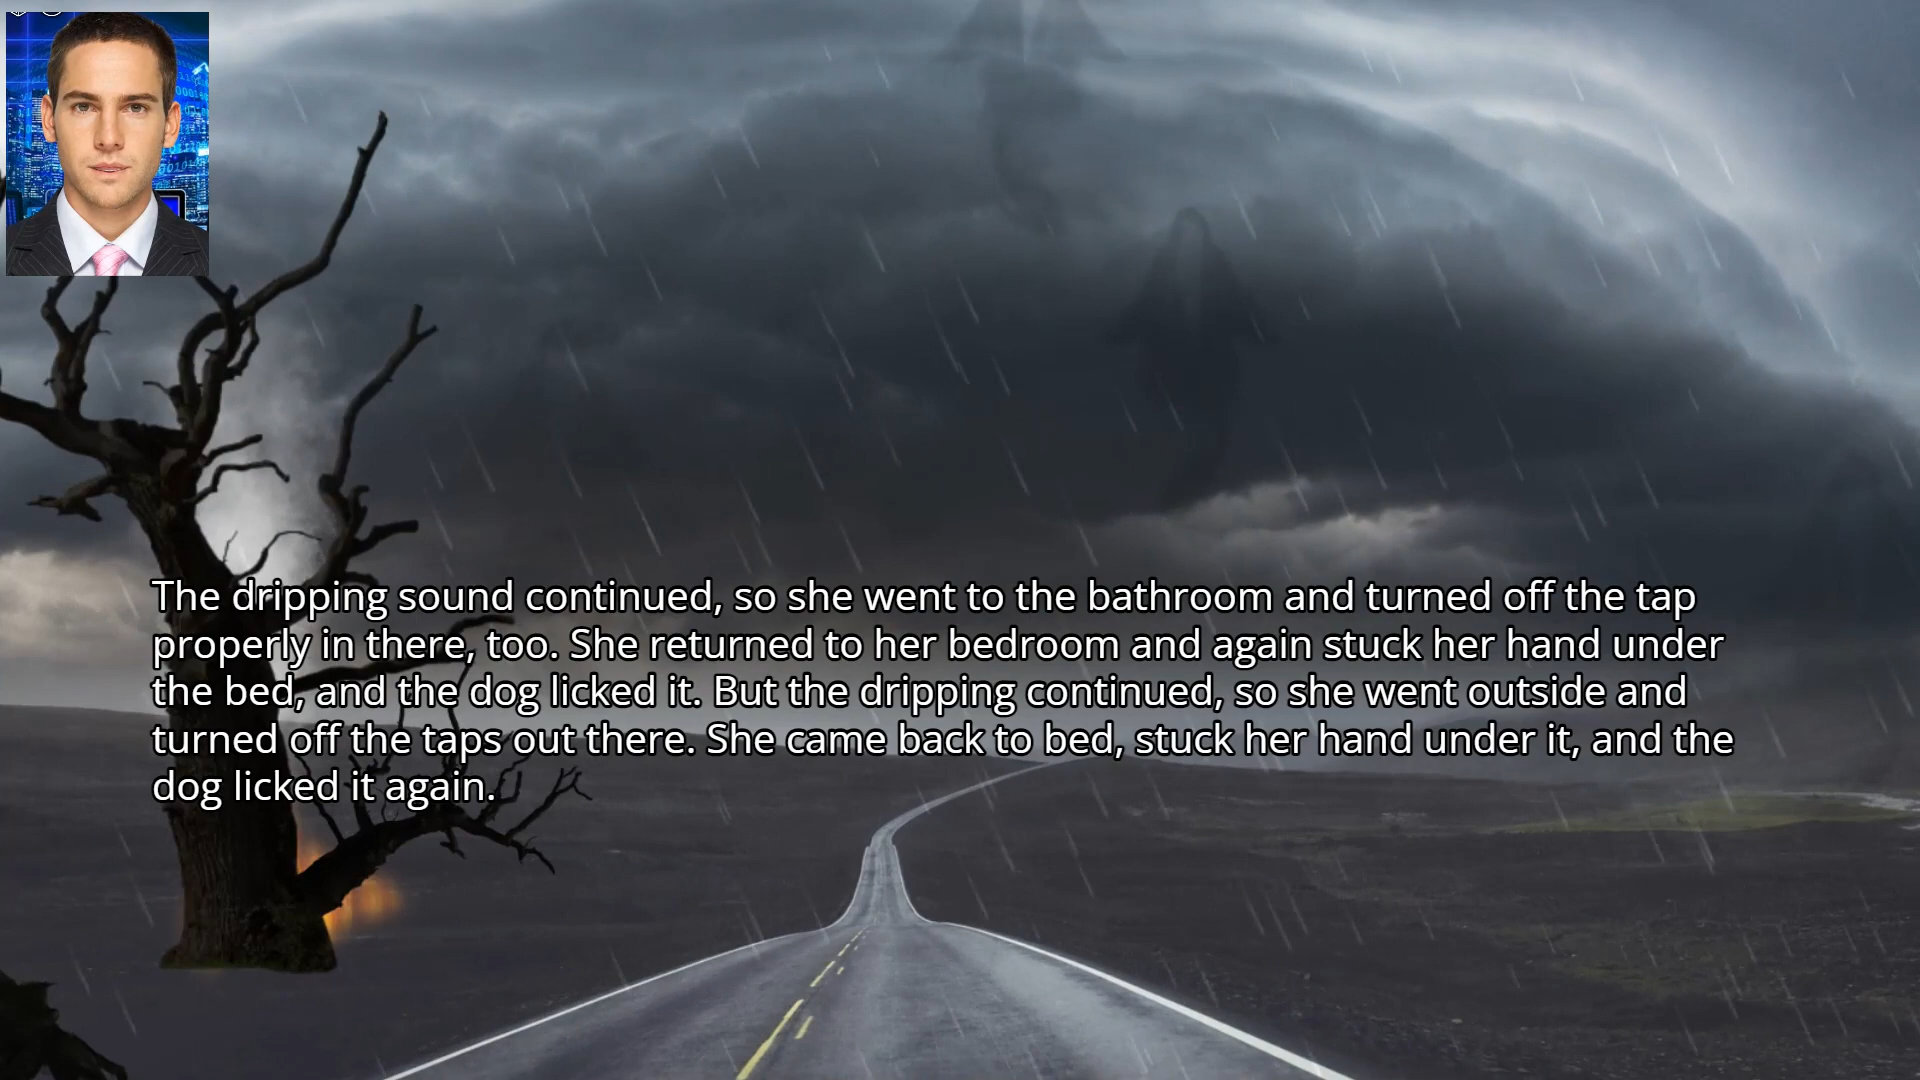 The dripping sound continued, so she went to the bathroom and turned off the tap
properly in there, too. She returned to her bedroom and again stuck her hand under
the bed, and the dog licked it. But the dripping continued, so she went outside and
turned off the taps out there. She came back to bed, stuck her hand under it, and the
dog licked it again.